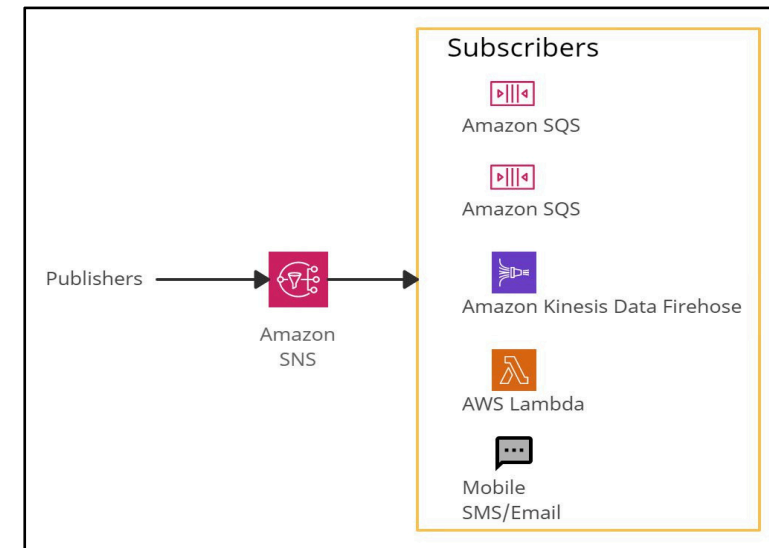 Subscribers
Amazon SQS
Amazon SQS
Publishers
Amazon
SNS
Amazon Kinesis Data Firehose
AWS Lambda
Mobile
SMS/Email